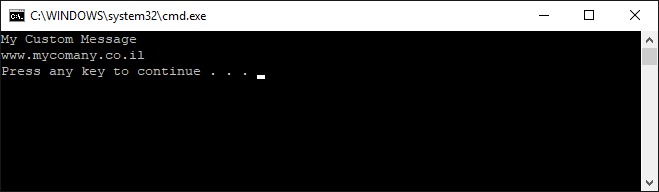 C:\WINDOWS\system32\cmd.exe
My Custom Message
www.mycomany.co.il
Press any key to continue . . .